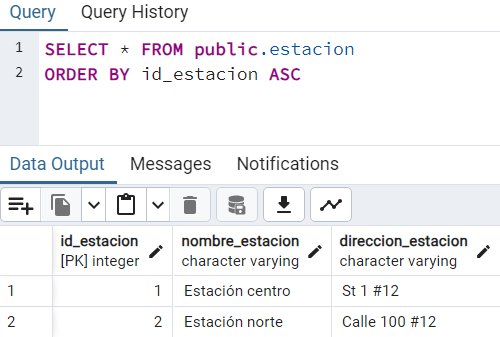 Query Query History
1 SELECT * FROM public.estacion
2 ORDER BY id_estacion ASC
Data Output Messages Notifications
id_estacion nombre_estacion direccion_estacion
[PK] integer character varying character varying
1 1 Estación centro St 1 #12
2 2 Estación norte Calle 100 #12